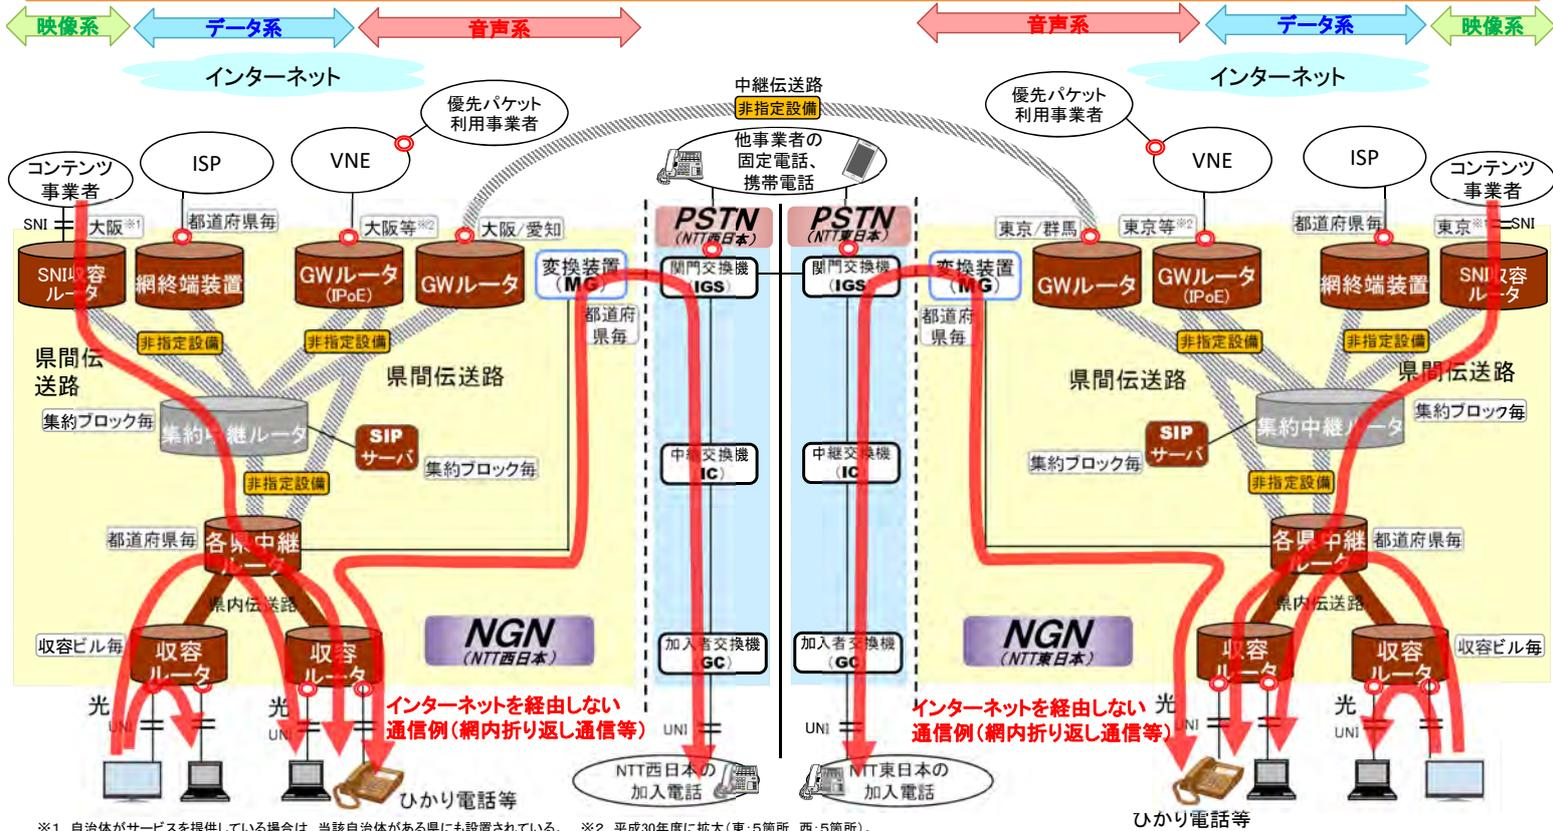 映像系
データ系
音声系
音声系
データ系
映像系
インターネット
インターネット
中継伝送路
非指定設備
優先パケット
利用事業者
優先パケット
利用事業者
コンテンツ
事業者
ISP
VNE
他事業者の
固定電話、
携帯電話
VNE
ISP
コンテンツ
事業者
SNI
大阪※1
都道府県毎
大阪等※2
大阪/愛知
PSTN
(NTT西日本)
PSTN
(NTT東日本)
東京/群馬
東京等※2
都道府県毎
東京※1
SNI
SNI収容
ルータ
網終端装置
GWルータ
(IPoE)
GWルータ
変換装置
(MG)
関門交換機
(IGS)
関門交換機
(IGS)
変換装置
(MG)
GWルータ
GWルータ
(IPoE)
網終端装置
SNI収容
ルータ
都道府
県毎
都道府
県毎
非指定設備
非指定設備
非指定設備
非指定設備
県間伝
送路
県間伝送路
県間伝送路
県間伝送路
集約ブロック毎
集約中継ルータ
SIP
サーバ
集約ブロック毎
中継交換機
(IC)
中継交換機
(IC)
集約ブロック毎
SIP
サーバ
集約中継ルータ
集約ブロック毎
非指定設備
非指定設備
都道府県毎
各県中継
ルータ
各県中継
ルータ
都道府県毎
県内伝送路
県内伝送路
収容ビル毎
収容
ルータ
収容
ルータ
NGN
(NTT西日本)
加入者交換機
(GC)
加入者交換機
(GC)
NGN
(NTT東日本)
収容
ルータ
収容
ルータ
収容ビル毎
光
UNI
光
UNI
インターネットを経由しない
通信例(網内折り返し通信等)
UNI
UNI
インターネットを経由しない
通信例(網内折り返し通信等)
光
UNI
光
UNI
ひかり電話等
NTT西日本の
加入電話
NTT東日本の
加入電話
ひかり電話等
※1 自治体がサービスを提供している場合は、当該自治体がある県にも設置されている。 ※2 平成30年度に拡大(東:5箇所、西:5箇所)。